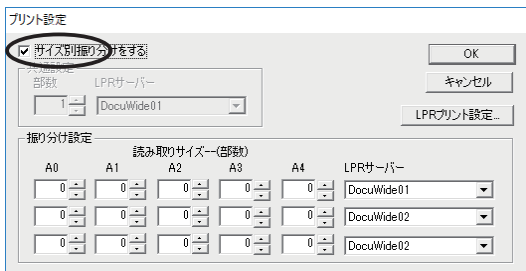 プリント設定
サイズ別振り分けをする
OK
共通設定
部数 LPRサーバー
キャンセル
1 DocuWide01
LPRプリント設定...
振り分け設定
読み取りサイズ--(部数)
A0 A1 A2 A3 A4 LPRサーバー
0 0 0 0 0 DocuWide01
0 0 0 0 0 DocuWide02
0 0 0 0 0 DocuWide02